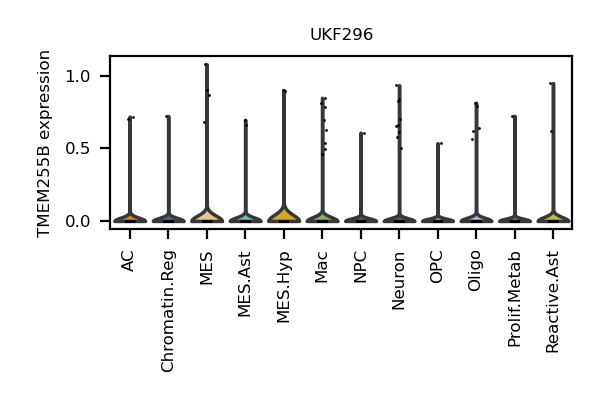 UKF296
TMEM255B expression
1.0
0.5
0.0
AC
Chromatin.Reg
MES
MES.Ast
MES.Hyp
Mac
NPC
Neuron
OPC
Oligo
Prolif.Metab
Reactive.Ast